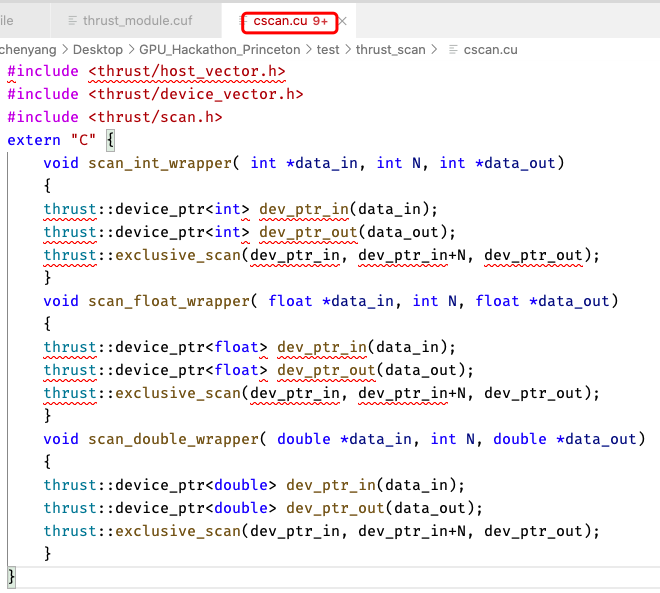 ile thrust_module.cuf cscan.cu 9+
chenyang > Desktop > GPU_Hackathon_Princeton > test > thrust_scan > cscan.cu
#include <thrust/host_vector.h>
#include <thrust/device_vector.h>
#include <thrust/scan.h>
extern "C" {
    void scan_int_wrapper( int *data_in, int N, int *data_out)
    {
    thrust::device_ptr<int> dev_ptr_in(data_in);
    thrust::device_ptr<int> dev_ptr_out(data_out);
    thrust::exclusive_scan(dev_ptr_in, dev_ptr_in+N, dev_ptr_out);
    }
    void scan_float_wrapper( float *data_in, int N, float *data_out)
    {
    thrust::device_ptr<float> dev_ptr_in(data_in);
    thrust::device_ptr<float> dev_ptr_out(data_out);
    thrust::exclusive_scan(dev_ptr_in, dev_ptr_in+N, dev_ptr_out);
    }
    void scan_double_wrapper( double *data_in, int N, double *data_out)
    {
    thrust::device_ptr<double> dev_ptr_in(data_in);
    thrust::device_ptr<double> dev_ptr_out(data_out);
    thrust::exclusive_scan(dev_ptr_in, dev_ptr_in+N, dev_ptr_out);
    }
}